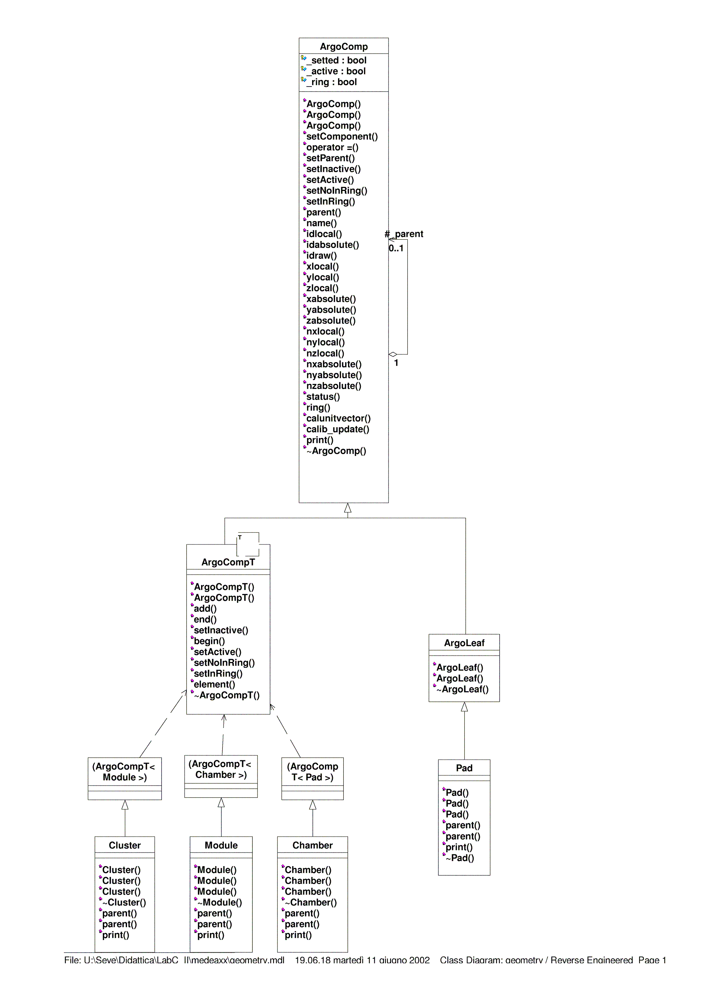 ArgoComp
_setted : bool
_active : bool
_ring : bool
ArgoComp()
ArgoComp()
ArgoComp()
setComponent()
operator =()
setParent()
setInactive()
setActive()
setNoInRing()
setInRing()
parent()
name()
idlocal()
idabsolute()
idraw()
xlocal()
ylocal()
zlocal()
xabsolute()
yabsolute()
zabsolute()
nxlocal()
nylocal()
nzlocal()
nxabsolute()
nyabsolute()
nzabsolute()
status()
ring()
calunitvector()
calib_update()
print()
~ArgoComp()
#_parent
0..1
1
T
ArgoCompT
ArgoCompT()
ArgoCompT()
add()
end()
setInactive()
begin()
setActive()
setNoInRing()
setInRing()
element()
~ArgoCompT()
ArgoLeaf
ArgoLeaf()
ArgoLeaf()
~ArgoLeaf()
(ArgoCompT<
Module >)
(ArgoCompT<
Chamber >)
(ArgoComp
T< Pad >)
Pad
Pad()
Pad()
Pad()
parent()
parent()
print()
~Pad()
Cluster
Cluster()
Cluster()
Cluster()
~Cluster()
parent()
parent()
print()
Module
Module()
Module()
Module()
~Module()
parent()
parent()
print()
Chamber
Chamber()
Chamber()
Chamber()
~Chamber()
parent()
parent()
print()
File: U:\Seve\Didattica\LabC_II\medeaxx\geometry.mdl    19.06.18 martedì 11 giugno 2002    Class Diagram: geometry / Reverse Engineered  Page 1